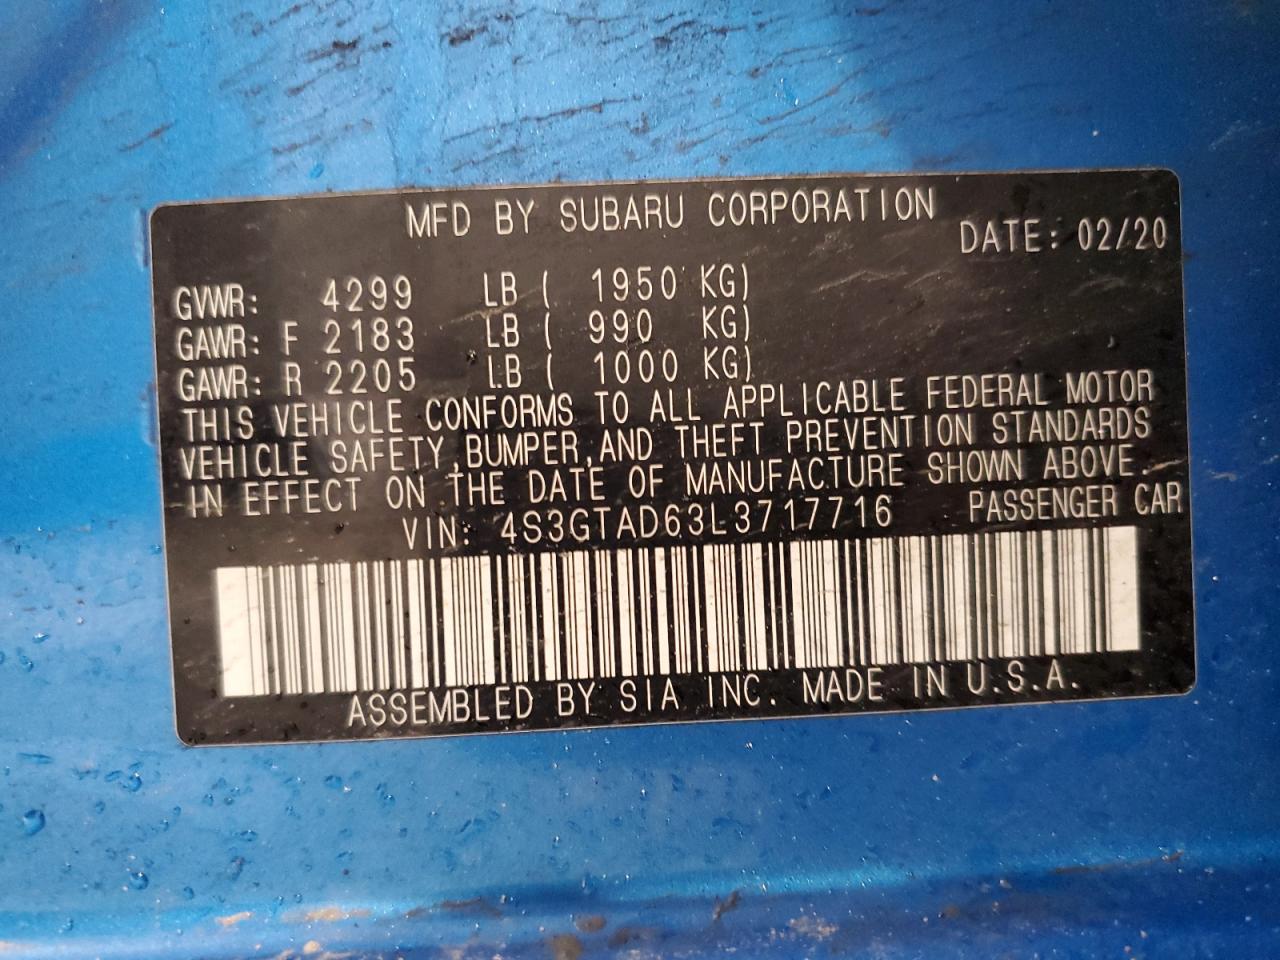 MFD BY SUBARU CORPORATION
DATE: 02/20
GVWR: 4299 LB ( 1950 KG)
GAWR: F 2183 LB ( 990 KG)
GAWR: R 2205 LB ( 1000 KG)
THIS VEHICLE CONFORMS TO ALL APPLICABLE FEDERAL MOTOR
VEHICLE SAFETY,BUMPER,AND THEFT PREVENTION STANDARDS
IN EFFECT ON THE DATE OF MANUFACTURE SHOWN ABOVE.
VIN: 4S3GTAD63L3717716 PASSENGER CAR
ASSEMBLED BY SIA INC. MADE IN U.S.A.